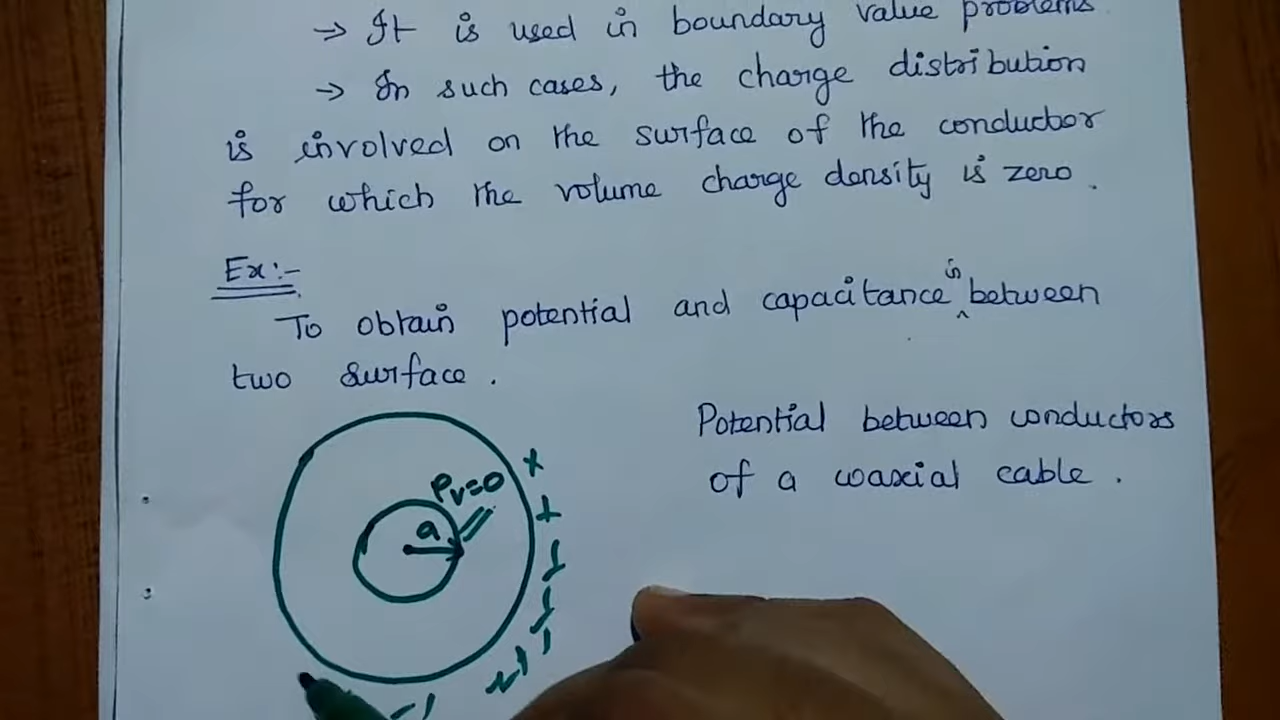 → It is used in boundary value problems
→ In such cases, the charge distribution
is involved on the surface of the conductor
for which the volume charge density is zero.
Ex:-
To obtain potential and capacitance in between
two surface.
Potential between conductors
of a coaxial cable.
ρv=0
a
+
+
+
+
+